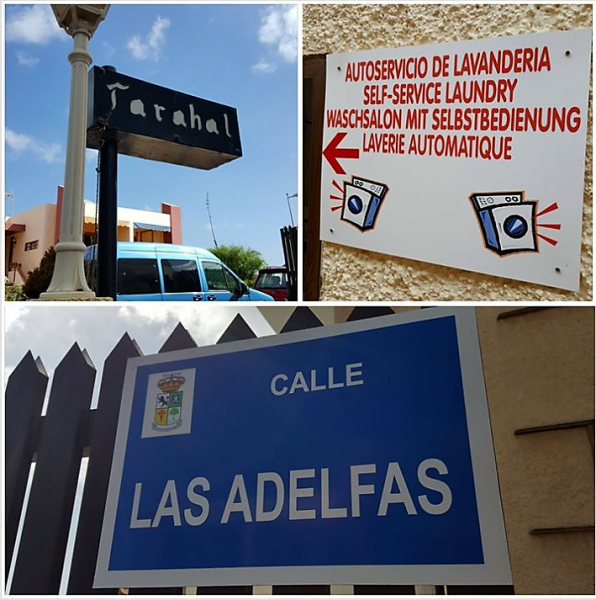 Tarahal
AUTOSERVICIO DE LAVANDERIA
SELF-SERVICE LAUNDRY
WASCHSALON MIT SELBSTBEDIENUNG
LAVERIE AUTOMATIQUE
CALLE
LAS ADELFAS